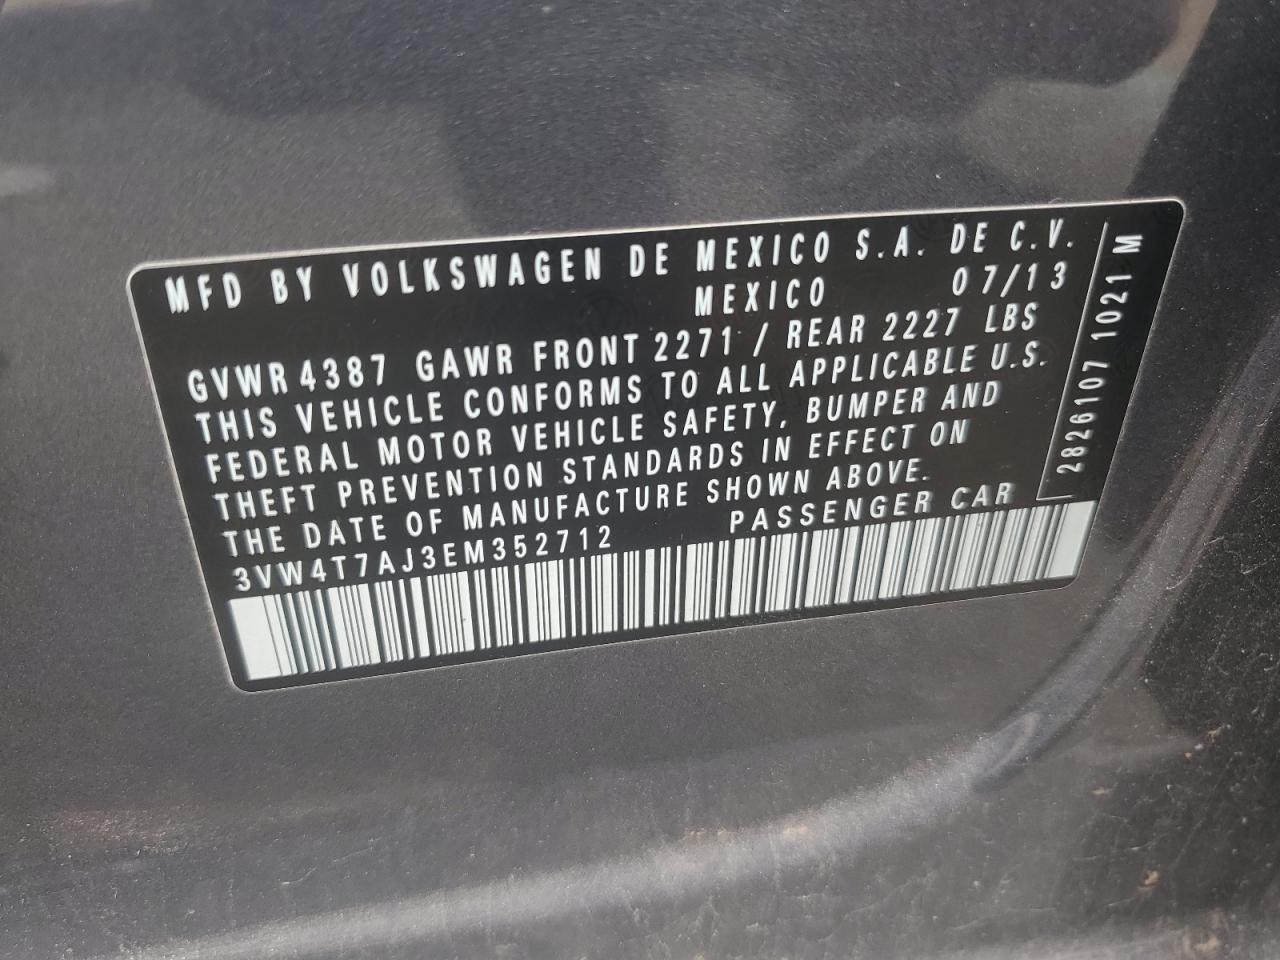 MFD BY VOLKSWAGEN DE MEXICO S.A. DE C.V.
MEXICO 07/13
GVWR 4387 GAWR FRONT 2271 / REAR 2227 LBS
THIS VEHICLE CONFORMS TO ALL APPLICABLE U.S.
FEDERAL MOTOR VEHICLE SAFETY, BUMPER AND
THEFT PREVENTION STANDARDS IN EFFECT ON
THE DATE OF MANUFACTURE SHOWN ABOVE.
3VW4T7AJ3EM352712 PASSENGER CAR
2826107 1021 M